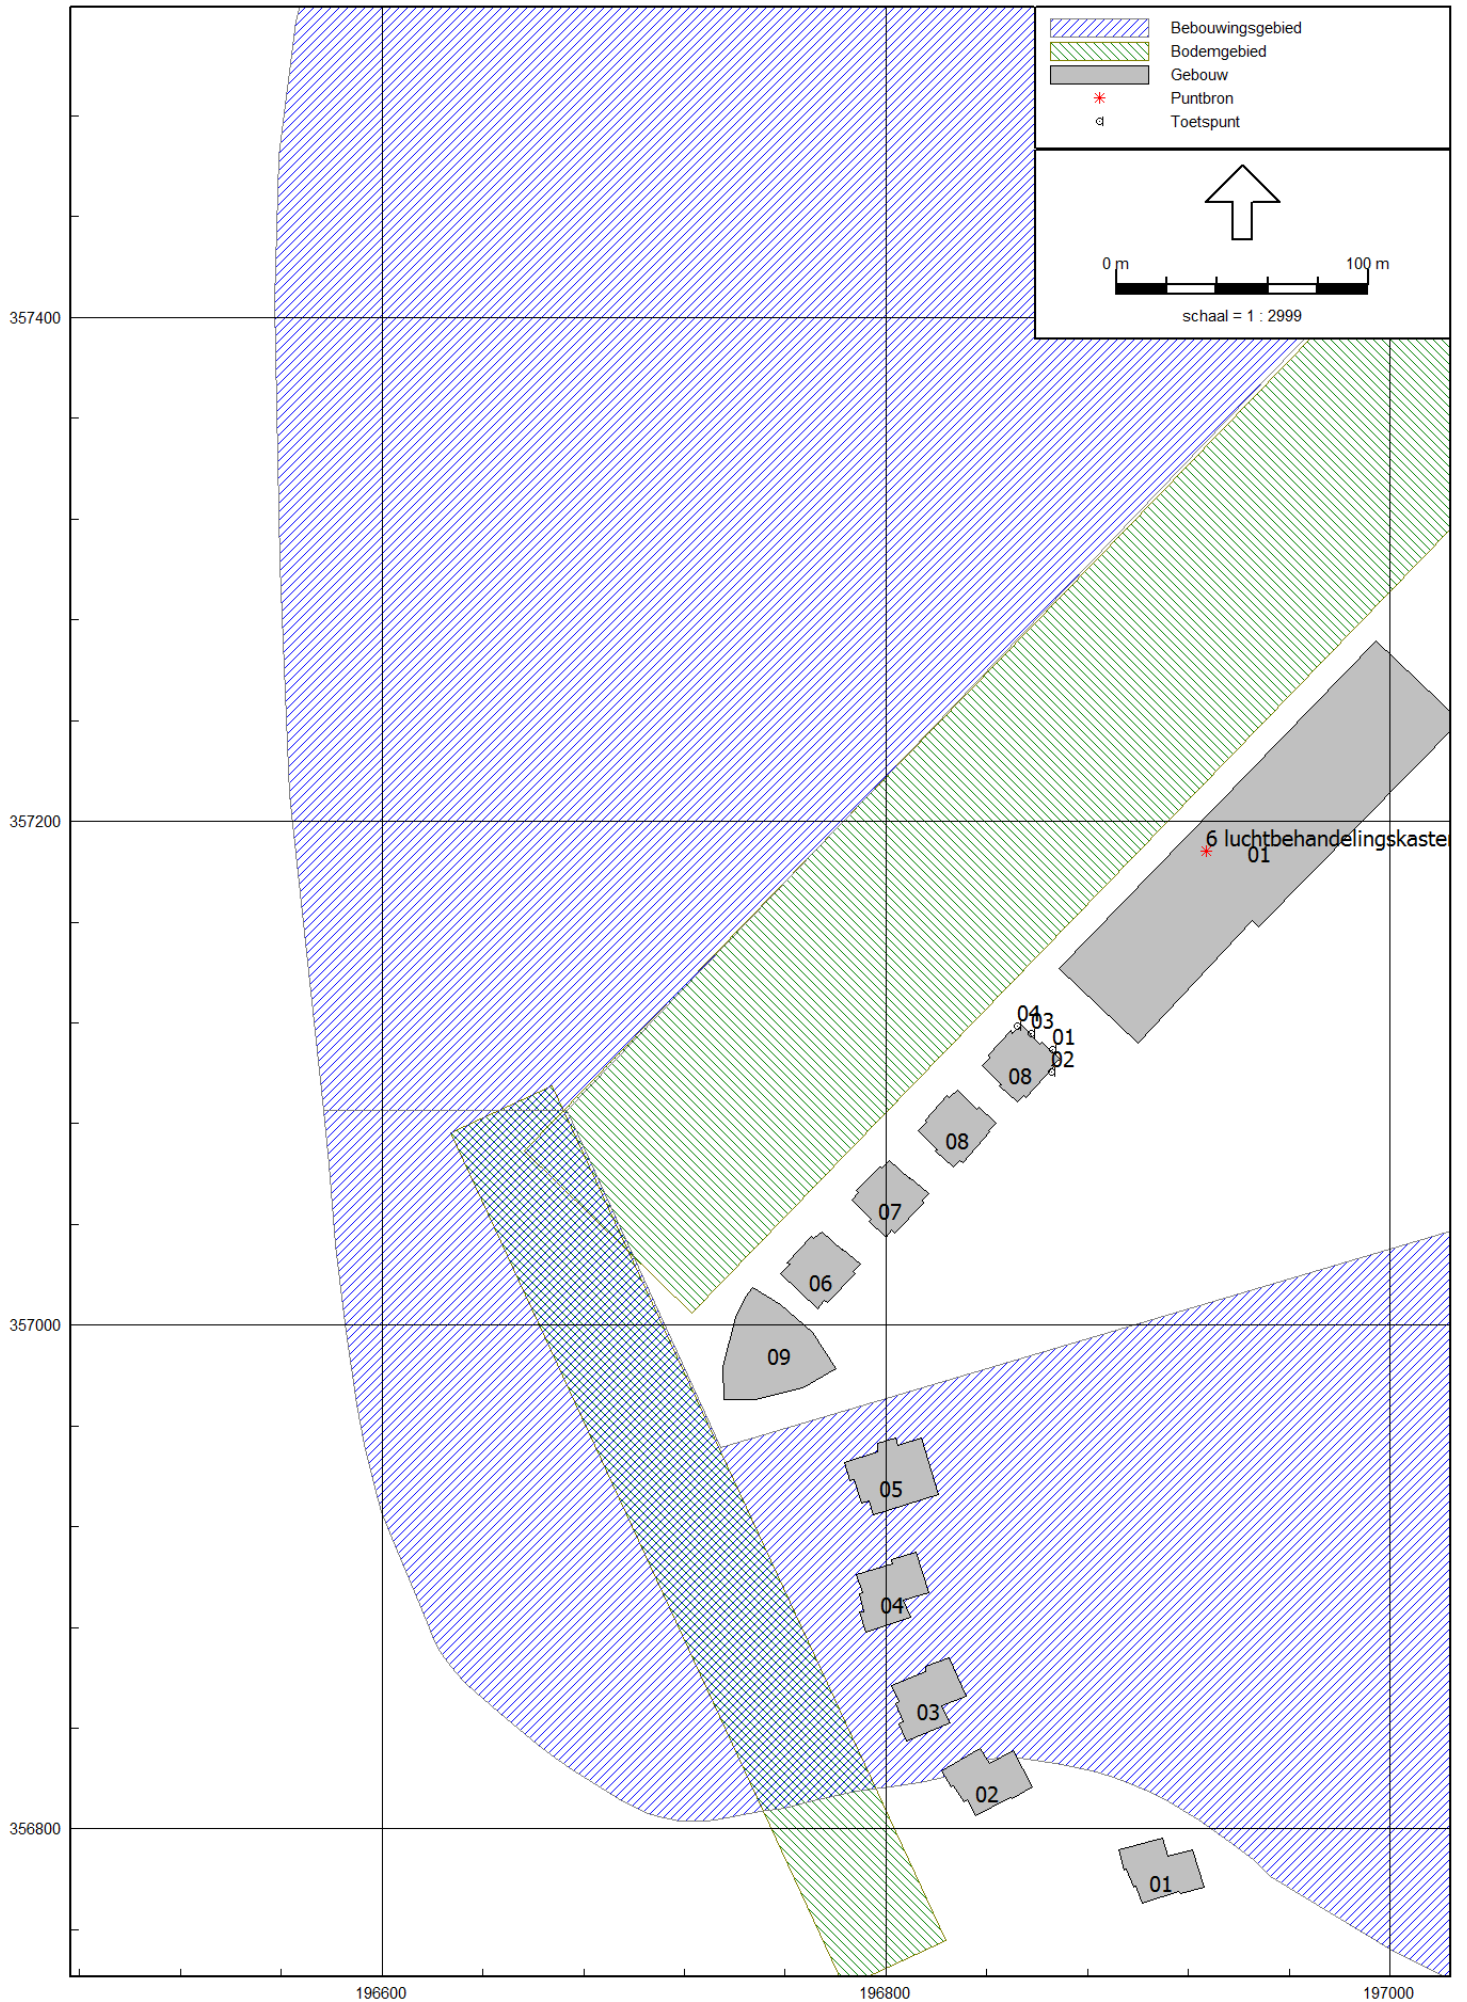 Bebouwingsgebied
Bodemgebied
Gebouw
Puntbron
Toetspunt
0 m 100 m
schaal = 1 : 2999
357400
357200
6 luchtbehandelingskaster
01
04
03
01
02
08
08
07
06
357000
09
05
04
03
02
356800
01
196600 196800 197000